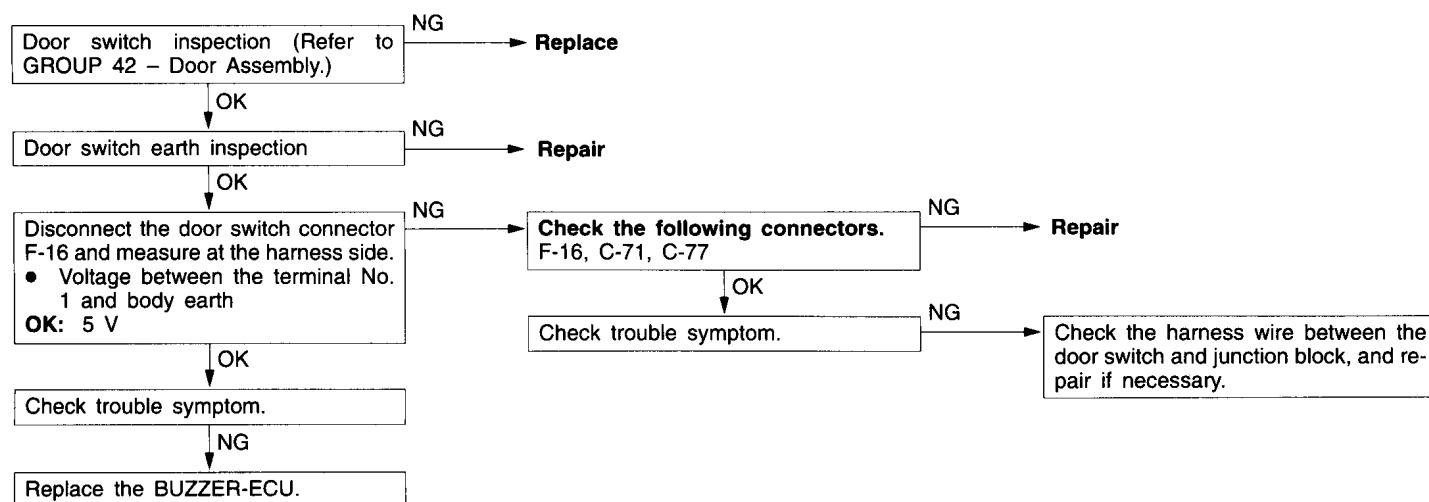 Door switch inspection (Refer to
GROUP 42 – Door Assembly.)
NG
Replace
OK
Door switch earth inspection
NG
Repair
OK
Disconnect the door switch connector
F-16 and measure at the harness side.
● Voltage between the terminal No.
1 and body earth
OK: 5 V
NG
Check the following connectors.
F-16, C-71, C-77
NG
Repair
OK
Check trouble symptom.
NG
Check the harness wire between the
door switch and junction block, and re-
pair if necessary.
OK
Check trouble symptom.
NG
Replace the BUZZER-ECU.